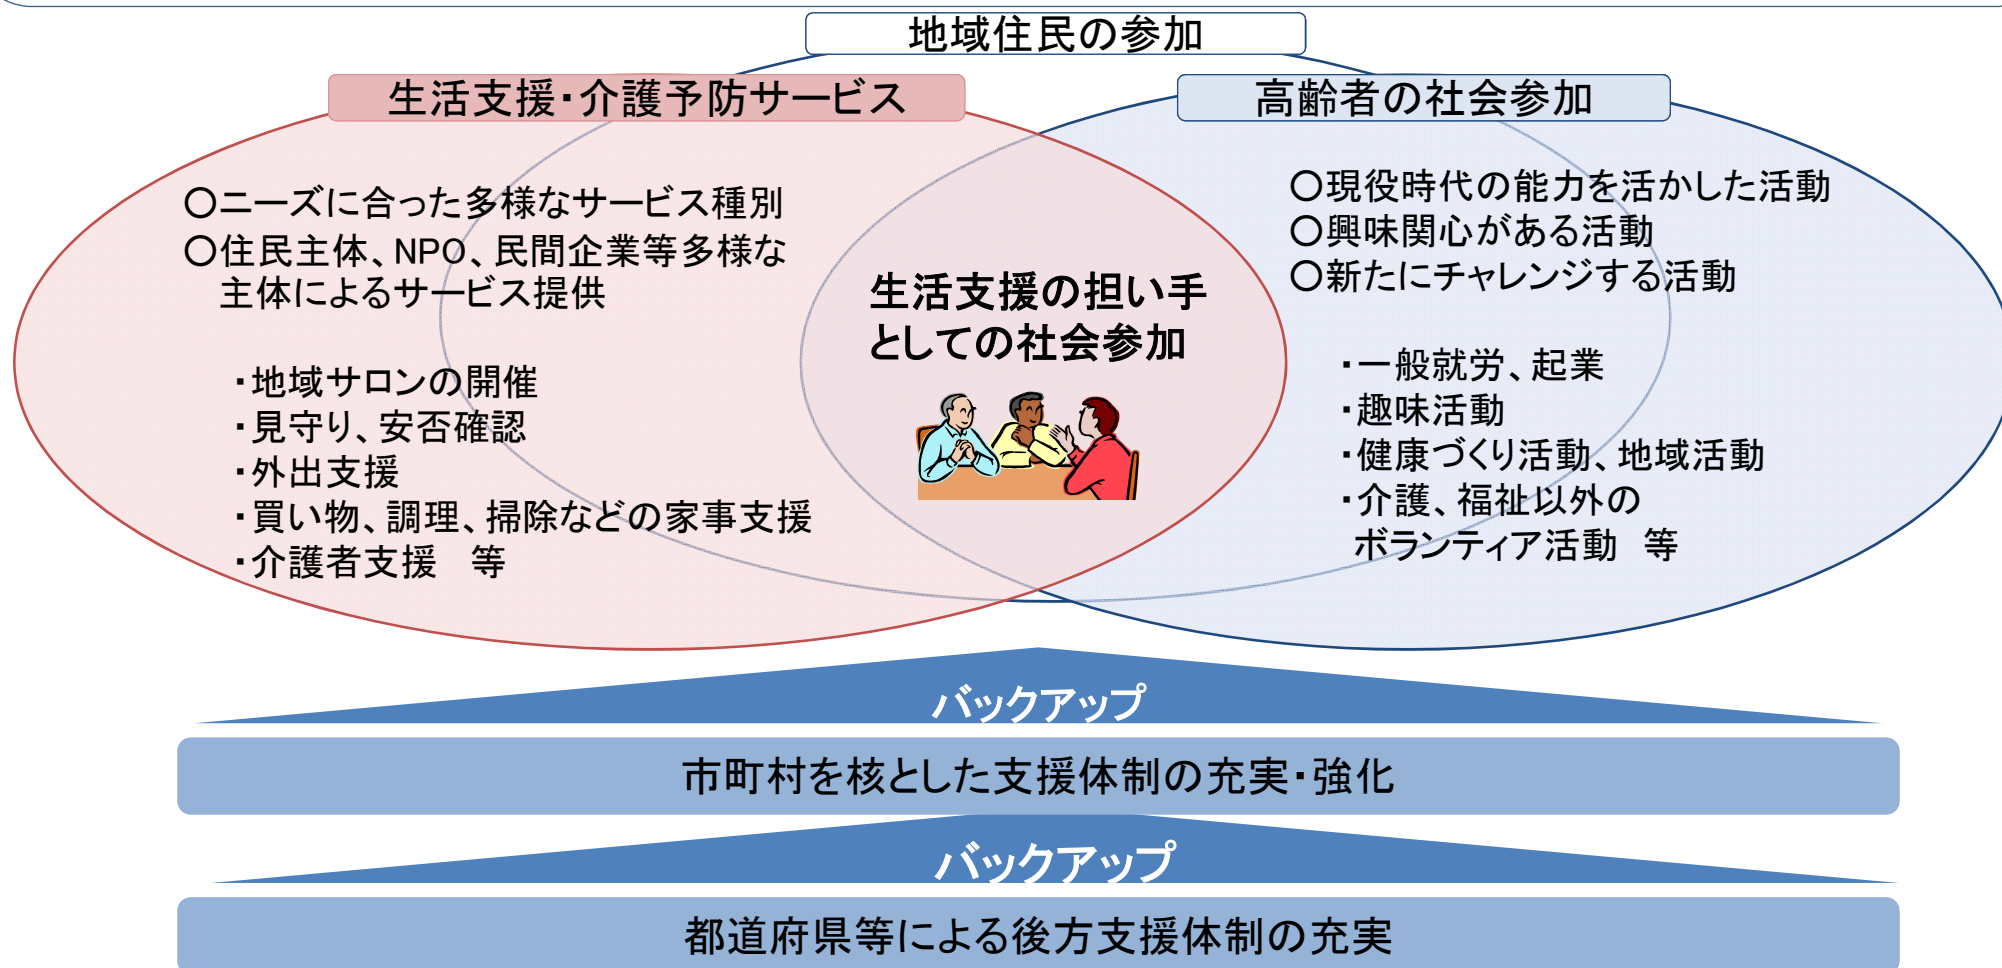 地域住民の参加
生活支援・介護予防サービス
○ニーズに合った多様なサービス種別
○住民主体、NPO、民間企業等多様な
主体によるサービス提供
・地域サロンの開催
・見守り、安否確認
・外出支援
・買い物、調理、掃除などの家事支援
・介護者支援　等
生活支援の担い手
としての社会参加
高齢者の社会参加
○現役時代の能力を活かした活動
○興味関心がある活動
○新たにチャレンジする活動
・一般就労、起業
・趣味活動
・健康づくり活動、地域活動
・介護、福祉以外の
ボランティア活動　等
バックアップ
市町村を核とした支援体制の充実・強化
バックアップ
都道府県等による後方支援体制の充実